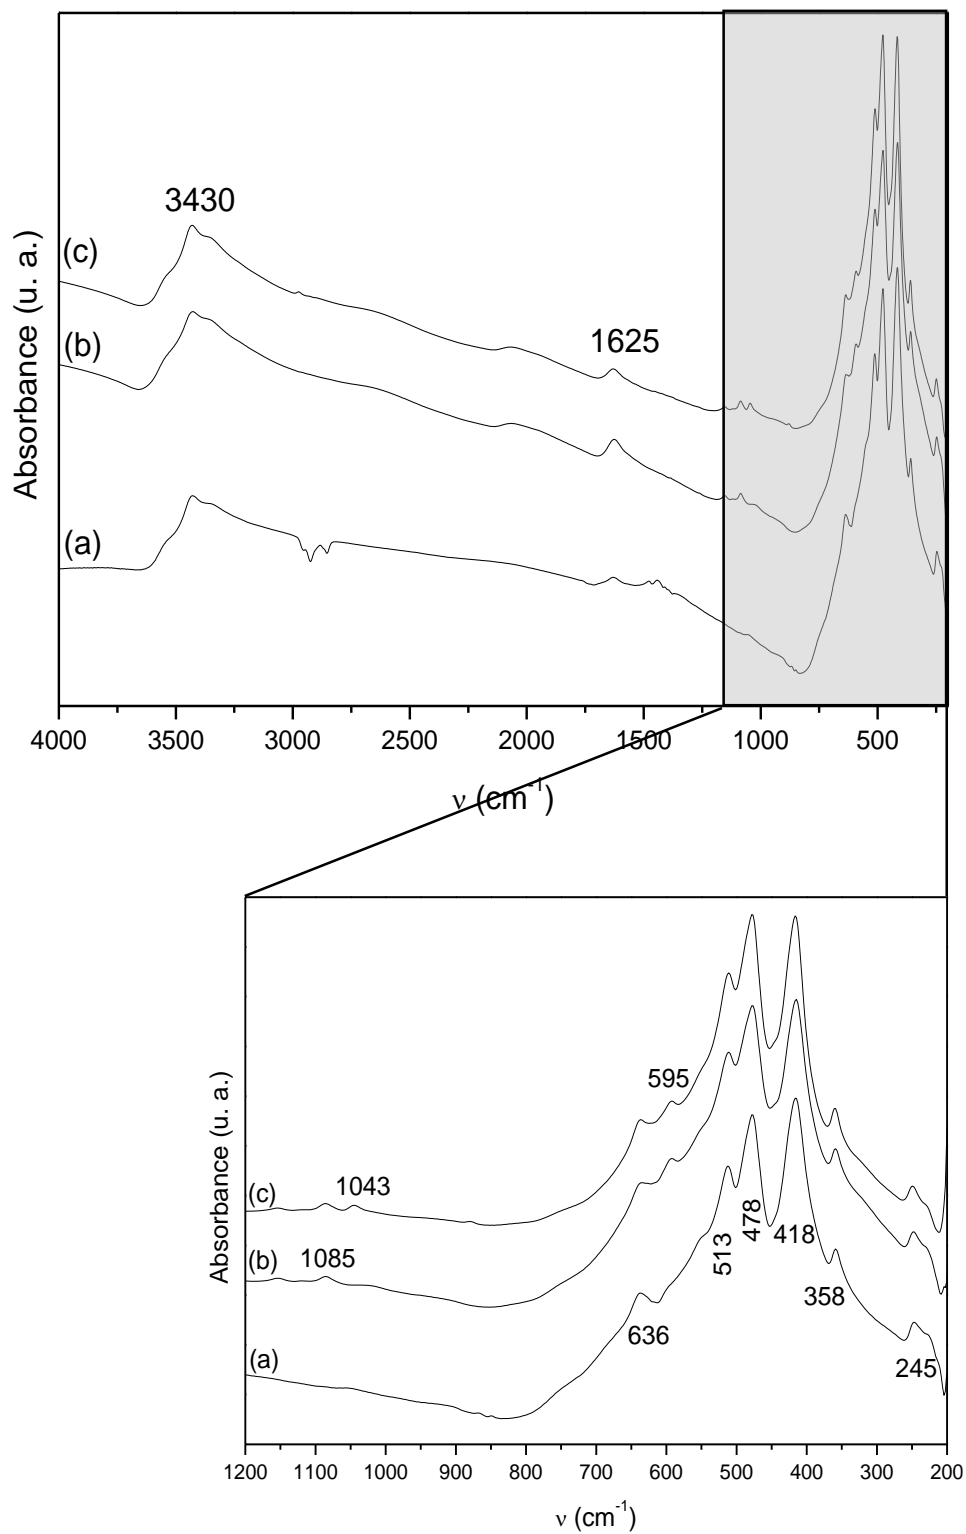 3430
(c)
1625
(b)
(a)
Absorbance (u. a.)
4000 3500 3000 2500 2000 1500 1000 500
ν (cm⁻¹)
595
(c)
1043
(b)
1085
513
478
418
358
636
(a)
245
Absorbance (u. a.)
1200 1100 1000 900 800 700 600 500 400 300 200
ν (cm⁻¹)